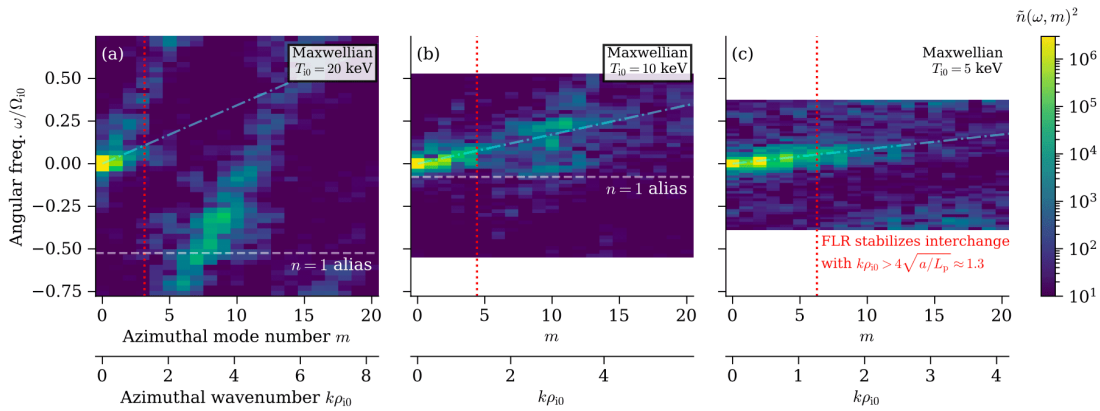 ñ(ω, m)²
(a)
Maxwellian
T_i0 = 20 keV
(b)
Maxwellian
T_i0 = 10 keV
(c)
Maxwellian
T_i0 = 5 keV
Angular freq. ω/Ω_i0
0.50
0.25
0.00
−0.25
−0.50
−0.75
n = 1 alias
n = 1 alias
FLR stabilizes interchange
with kρ_i0 > 4√(a/L_p) ≈ 1.3
10⁶
10⁵
10⁴
10³
10²
10¹
0 5 10 15 20
Azimuthal mode number m
0 5 10 15 20
m
0 5 10 15 20
m
0 2 4 6 8
Azimuthal wavenumber kρ_i0
0 2 4
kρ_i0
0 1 2 3 4
kρ_i0